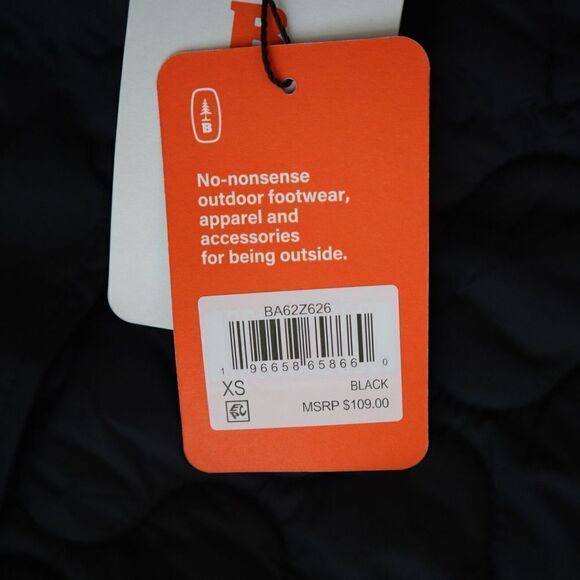 B
B
No-nonsense
outdoor footwear,
apparel and
accessories
for being outside.
BA62Z626
1 96658 65866 0
XS
BLACK
MSRP $109.00